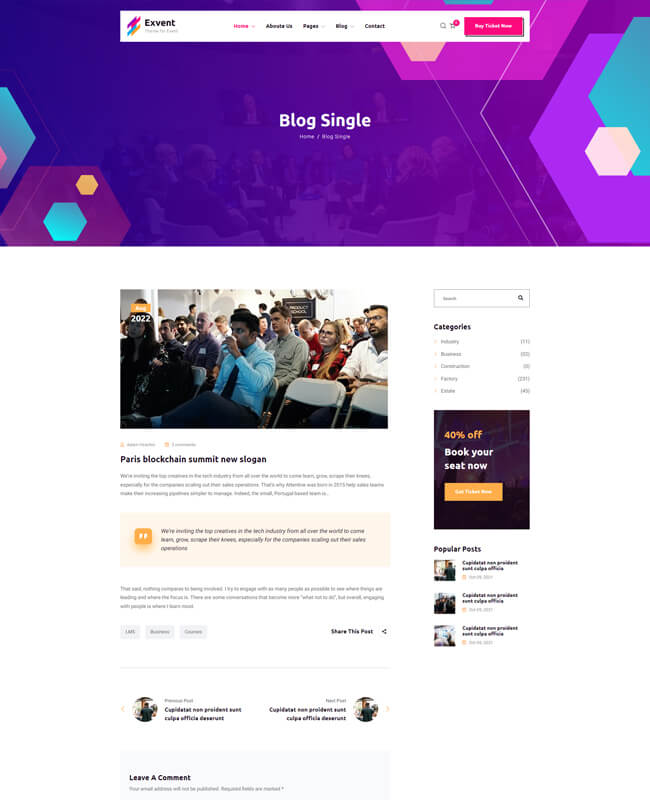 Exvent
Theme for Event
Home
Aboute Us
Pages
Blog
Contact
Buy Ticket Now
Blog Single
Home / Blog Single
Aug
2022
PRODUCT
SCHOOL
3 comments
Paris blockchain summit new slogan
We're inviting the top creatives in the tech industry from all over the world to come learn, grow, scrape their knees,
especially for the companies scaling out their sales operations. That's why Attentive was born in 2015 help sales teams
make their increasing pipelines simpler to manage. Indeed, the small, Portugal-based team is...
We're inviting the top creatives in the tech industry from all over the world to come
learn, grow, scrape their knees, especially for the companies scaling out their sales
operations
That said, nothing compares to being involved. I try to engage with as many people as possible to see where things are
leading and where the focus is. There are some conversations that become more "what not to do", but overall, engaging
with people is where I learn most.
LMS
Business
Courses
Share This Post
Previous Post
Cupidatat non proident sunt
culpa officia deserunt
Next Post
Cupidatat non proident sunt
culpa officia deserunt
Leave A Comment
Your email address will not be published. Required fields are marked *
Search
Categories
Industry (11)
Business
Construction
Factory (231)
Estate (45)
40% off
Book your
seat now
Get Ticket Now
Popular Posts
Cupidatat non proident
sunt culpa officia
Oct 09, 2021
Cupidatat non proident
sunt culpa officia
Oct 09, 2021
Cupidatat non proident
sunt culpa officia
Oct 09, 2021